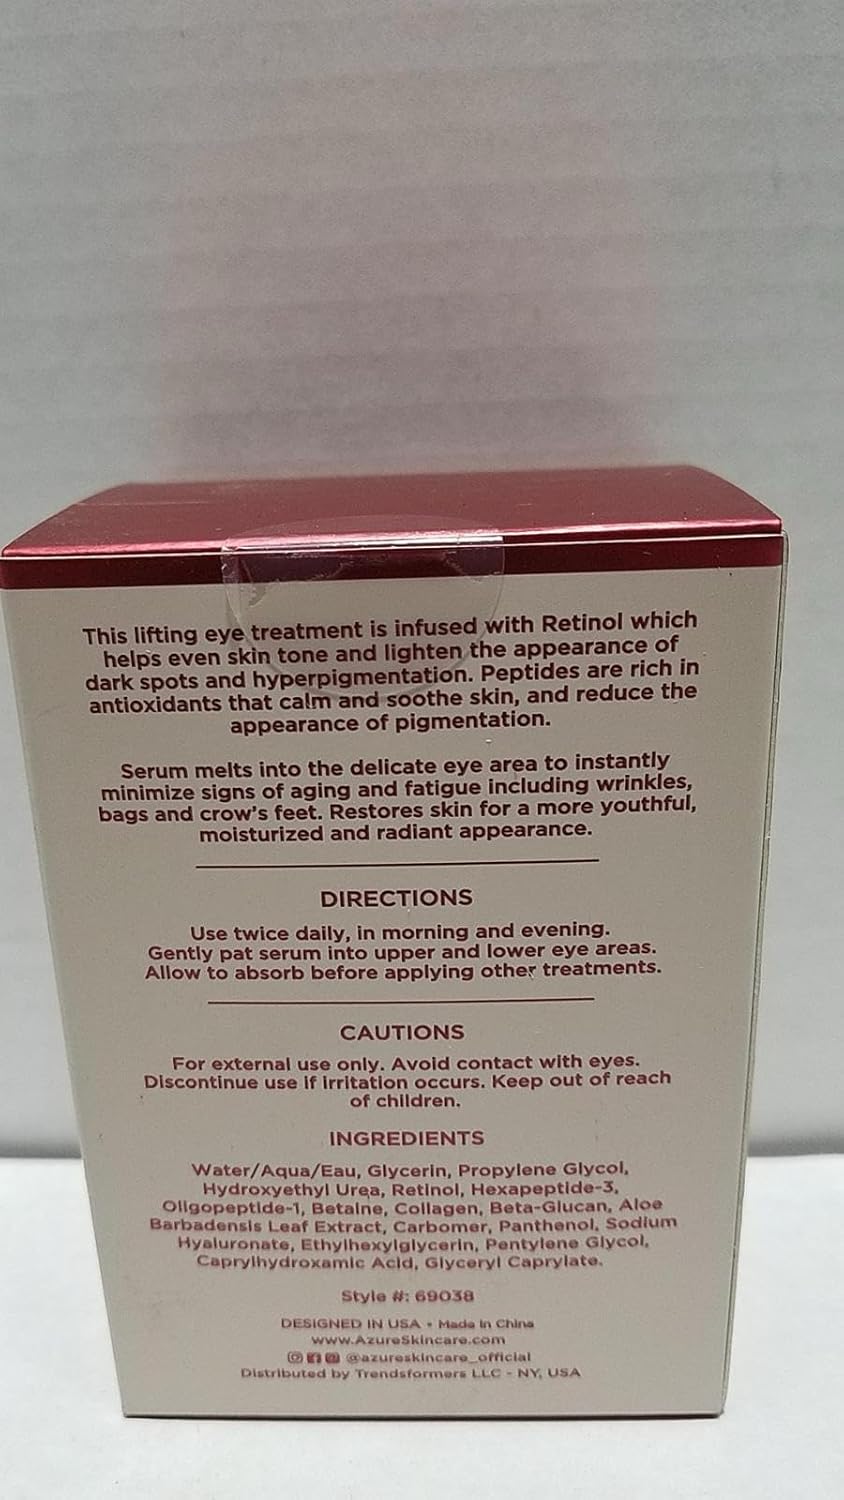 This lifting eye treatment is infused with Retinol which
helps even skin tone and lighten the appearance of
dark spots and hyperpigmentation. Peptides are rich in
antioxidants that calm and soothe skin, and reduce the
appearance of pigmentation.
Serum melts into the delicate eye area to instantly
minimize signs of aging and fatigue including wrinkles,
bags and crow's feet. Restores skin for a more youthful,
moisturized and radiant appearance.
DIRECTIONS
Use twice daily, in morning and evening.
Gently pat serum into upper and lower eye areas.
Allow to absorb before applying other treatments.
CAUTIONS
For external use only. Avoid contact with eyes.
Discontinue use if irritation occurs. Keep out of reach
of children.
INGREDIENTS
Water/Aqua/Eau, Glycerin, Propylene Glycol,
Hydroxyethyl Urea, Retinol, Hexapeptide-3,
Oligopeptide-1, Betaine, Collagen, Beta-Glucan, Aloe
Barbadensis Leaf Extract, Carbomer, Panthenol, Sodium
Hyaluronate, Ethylhexylglycerin, Pentylene Glycol,
Caprylhydroxamic Acid, Glyceryl Caprylate.
Style #: 69038
DESIGNED IN USA • Made in China
www.AzureSkincare.com
@azureskincare_official
Distributed by Trendsformers LLC - NY, USA